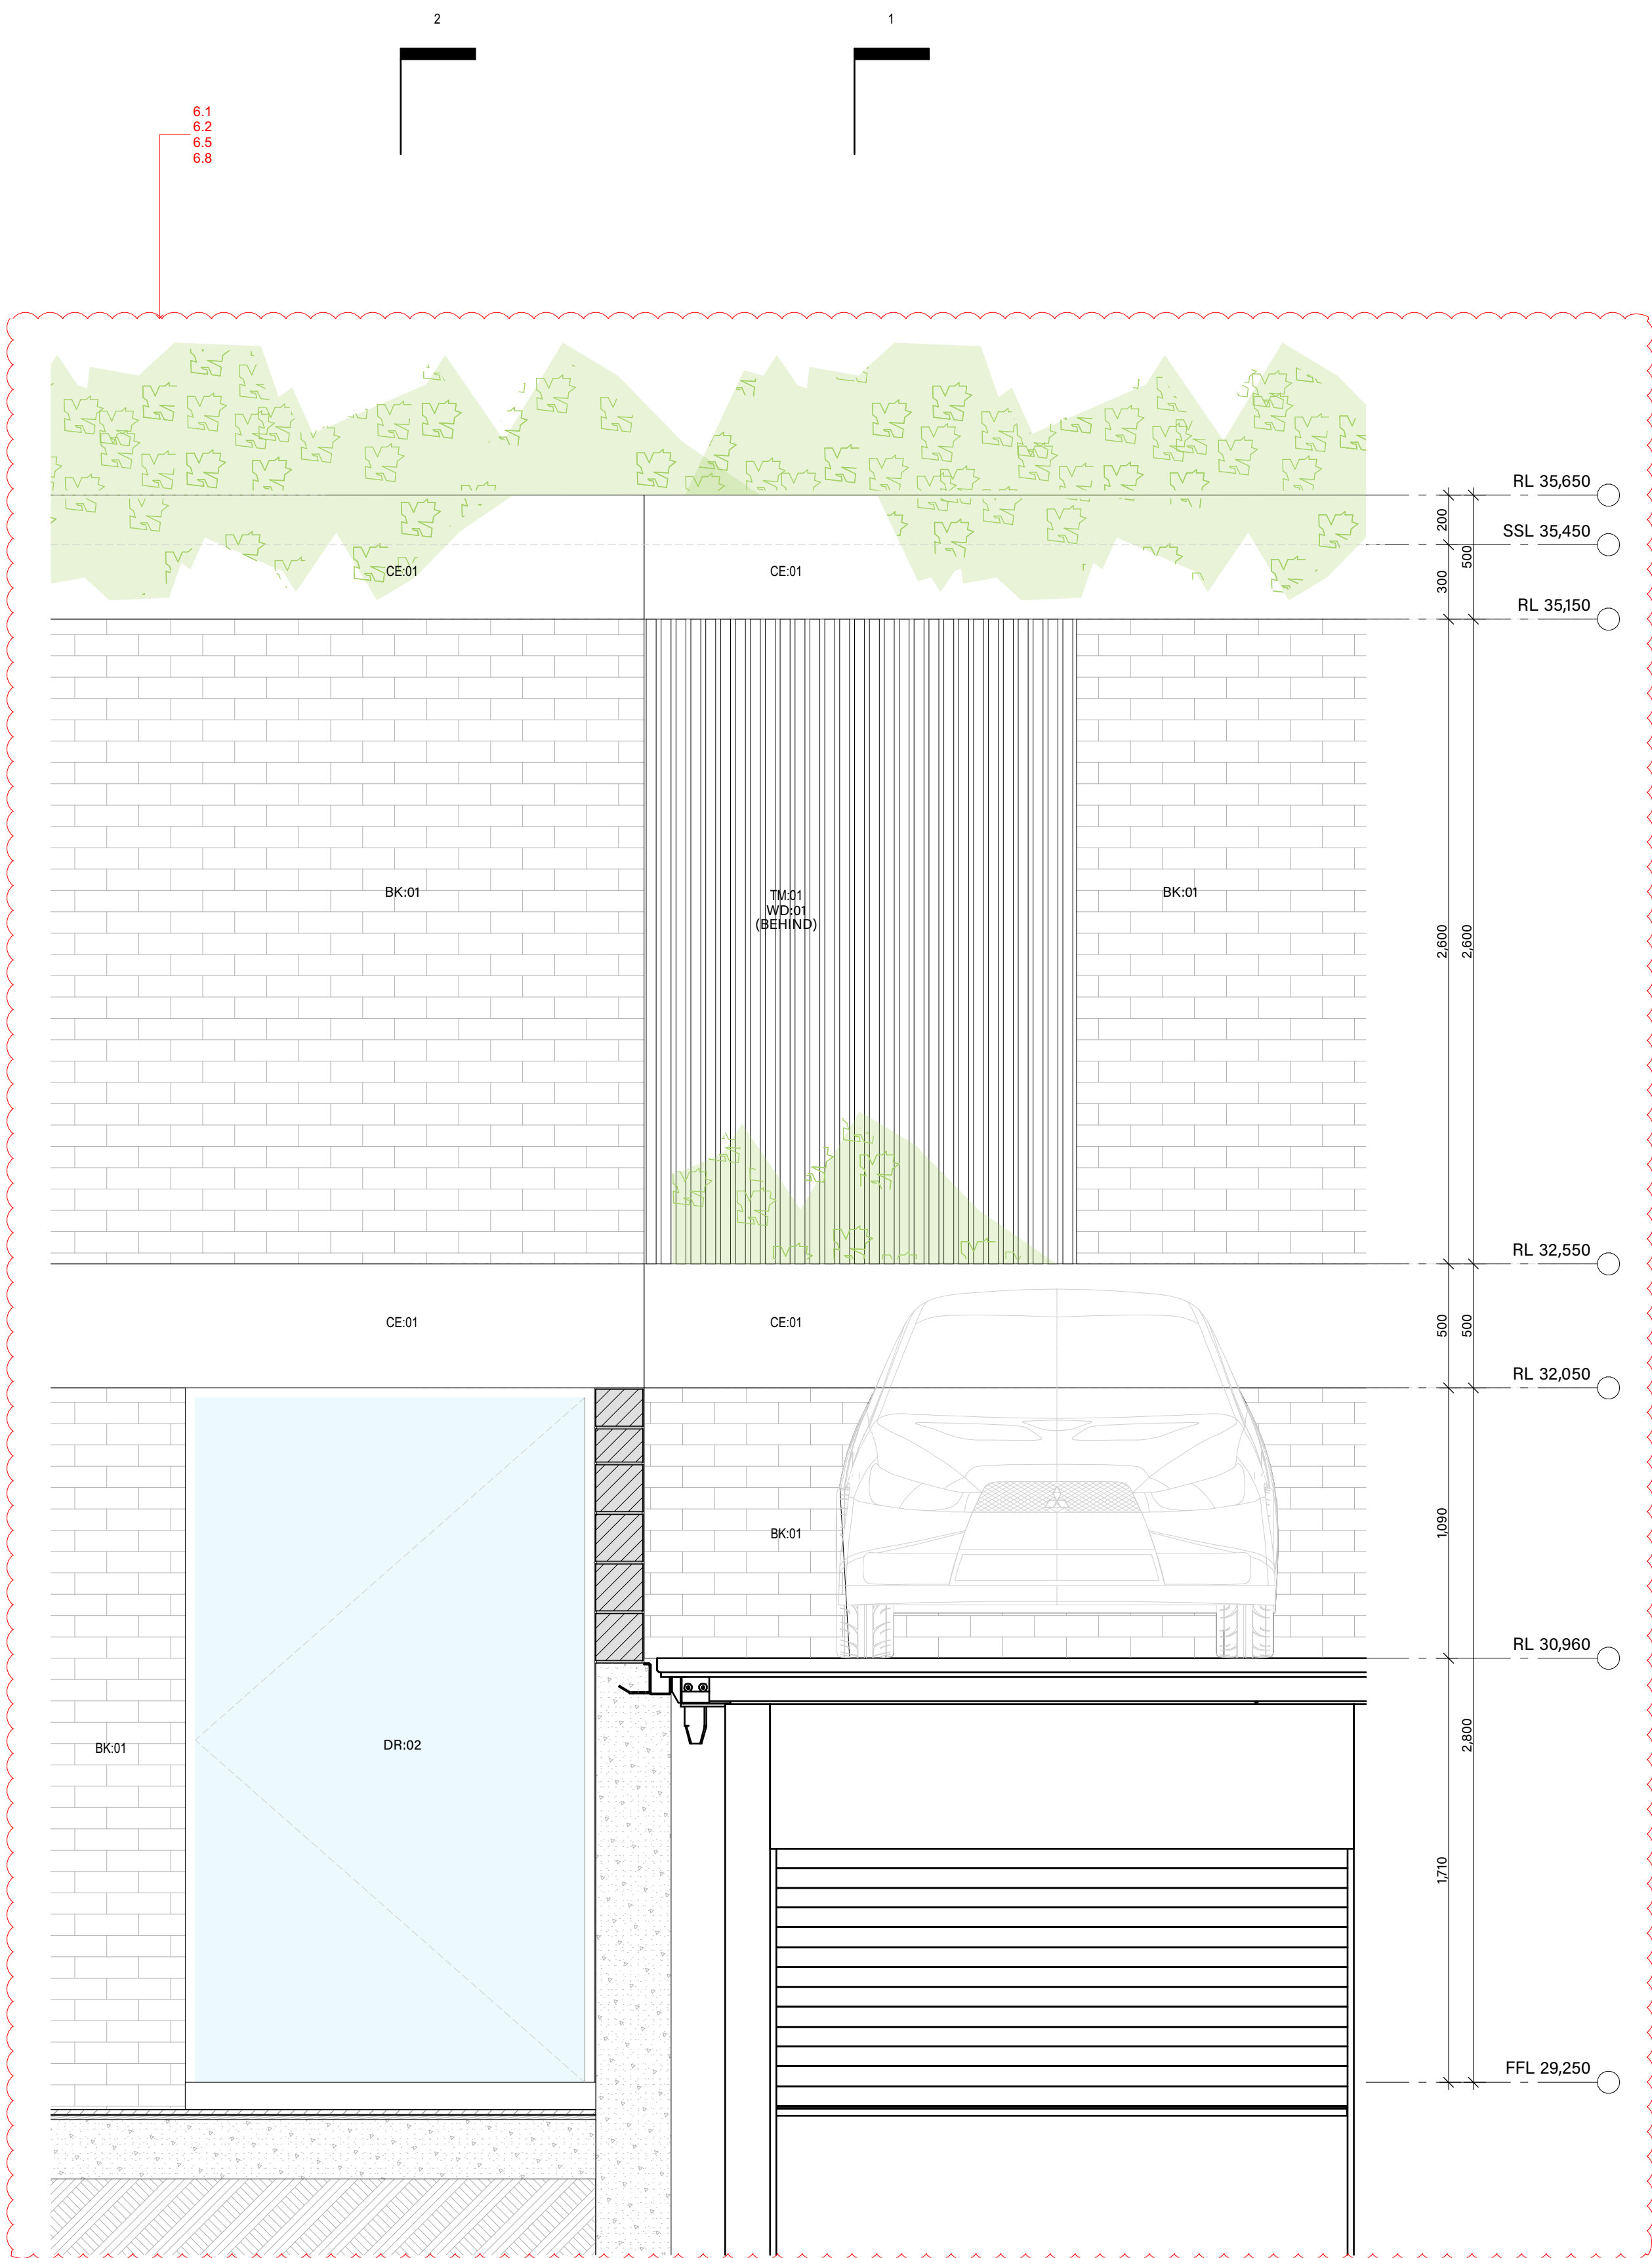 2
1
6.1
6.2
6.5
6.8
RL 35,650
200
SSL 35,450
500
CE:01
CE:01
300
RL 35,150
BK:01
TM:01
WD:01
(BEHIND)
BK:01
2,600
2,600
RL 32,550
CE:01
CE:01
500
500
RL 32,050
BK:01
1,090
RL 30,960
BK:01
DR:02
2,800
1,710
FFL 29,250